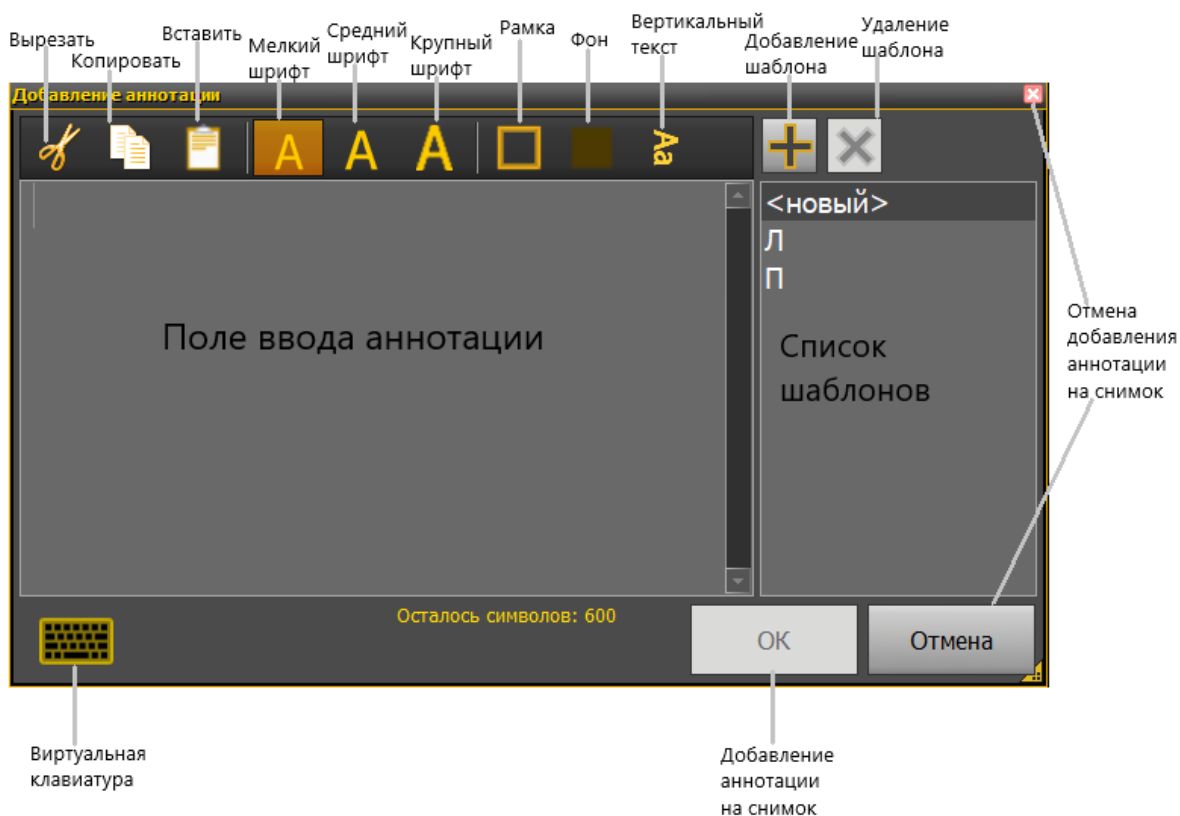 Вырезать
Копировать
Вставить
Мелкий
шрифт
Средний
шрифт
Крупный
шрифт
Рамка
Фон
Вертикальный
текст
Добавление
шаблона
Удаление
шаблона
Добавление аннотации
A
A
A
Aa
<новый>
Л
П
Поле ввода аннотации
Список
шаблонов
Отмена
добавления
аннотации
на снимок
Осталось символов: 600
OK
Отмена
Виртуальная
клавиатура
Добавление
аннотации
на снимок